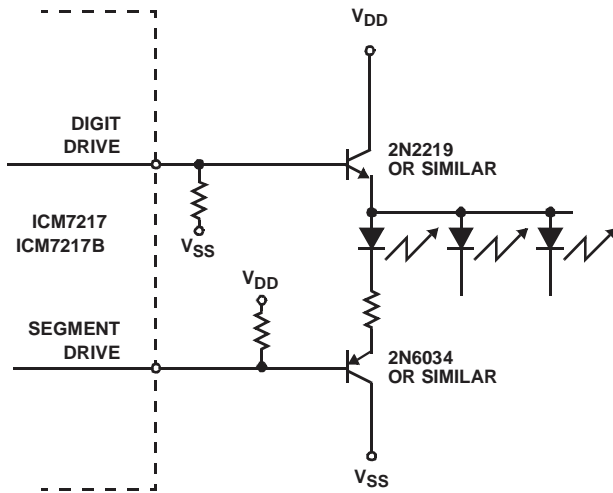 VDD
DIGIT
DRIVE
2N2219
OR SIMILAR
ICM7217
ICM7217B
VSS
VDD
SEGMENT
DRIVE
2N6034
OR SIMILAR
VSS